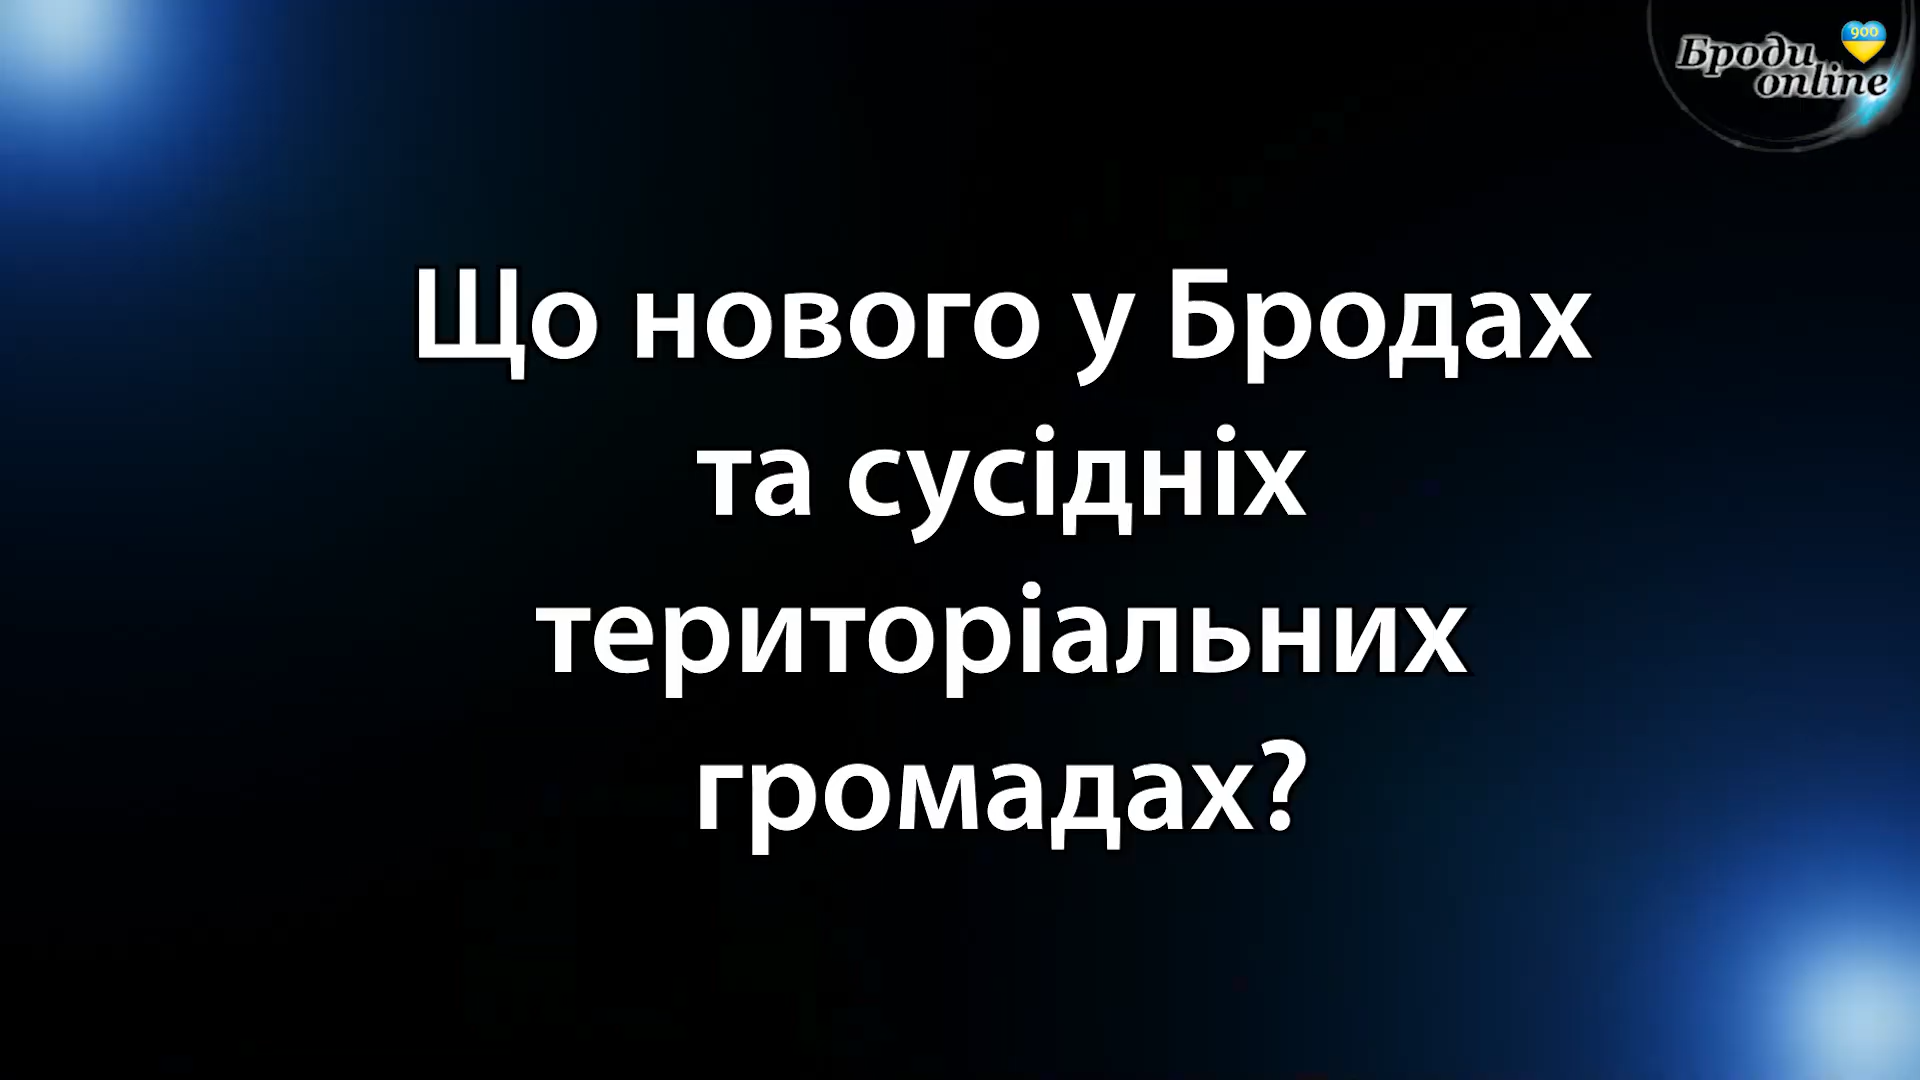 Броди
900
online
Що нового у Бродах
та сусідніх
територіальних
громадах?